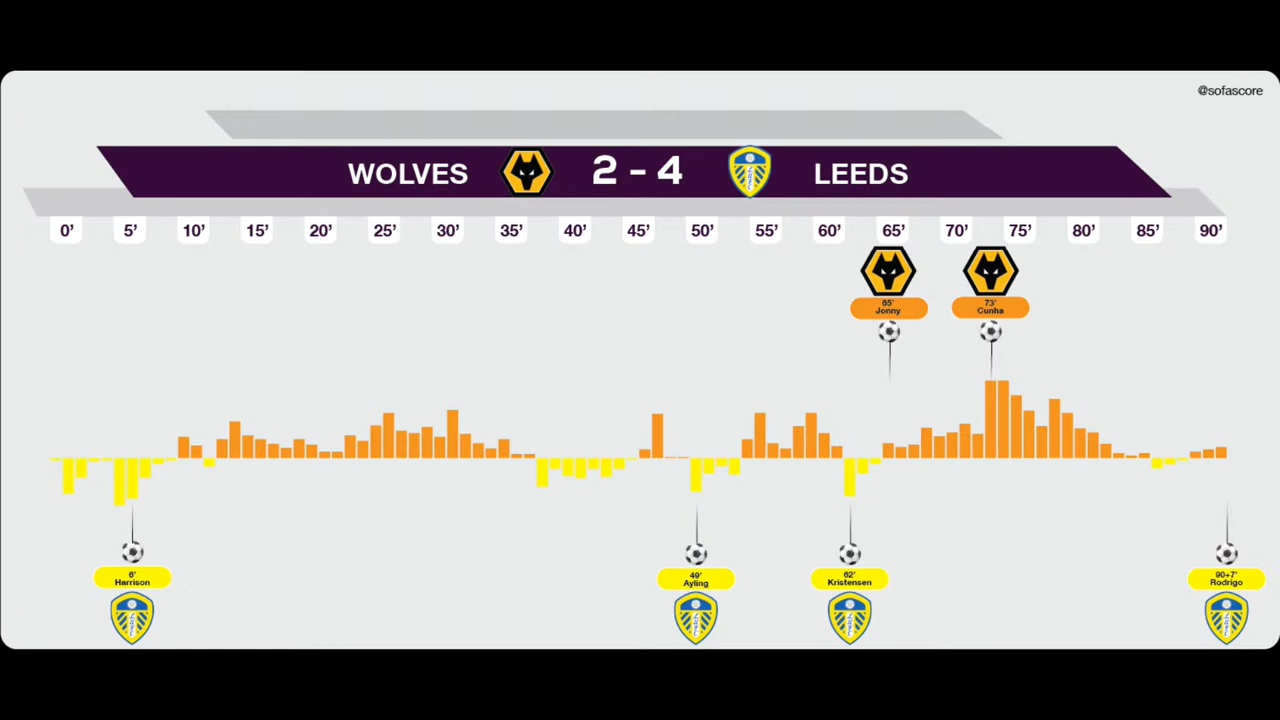 @sofascore
WOLVES 2 - 4 LEEDS
0’ 5’ 10’ 15’ 20’ 25’ 30’ 35’ 40’ 45’ 50’ 55’ 60’ 65’ 70’ 75’ 80’ 85’ 90’
65’
Jonny
73’
Cunha
6’
Harrison
49’
Ayling
62’
Kristensen
90+7’
Rodrigo